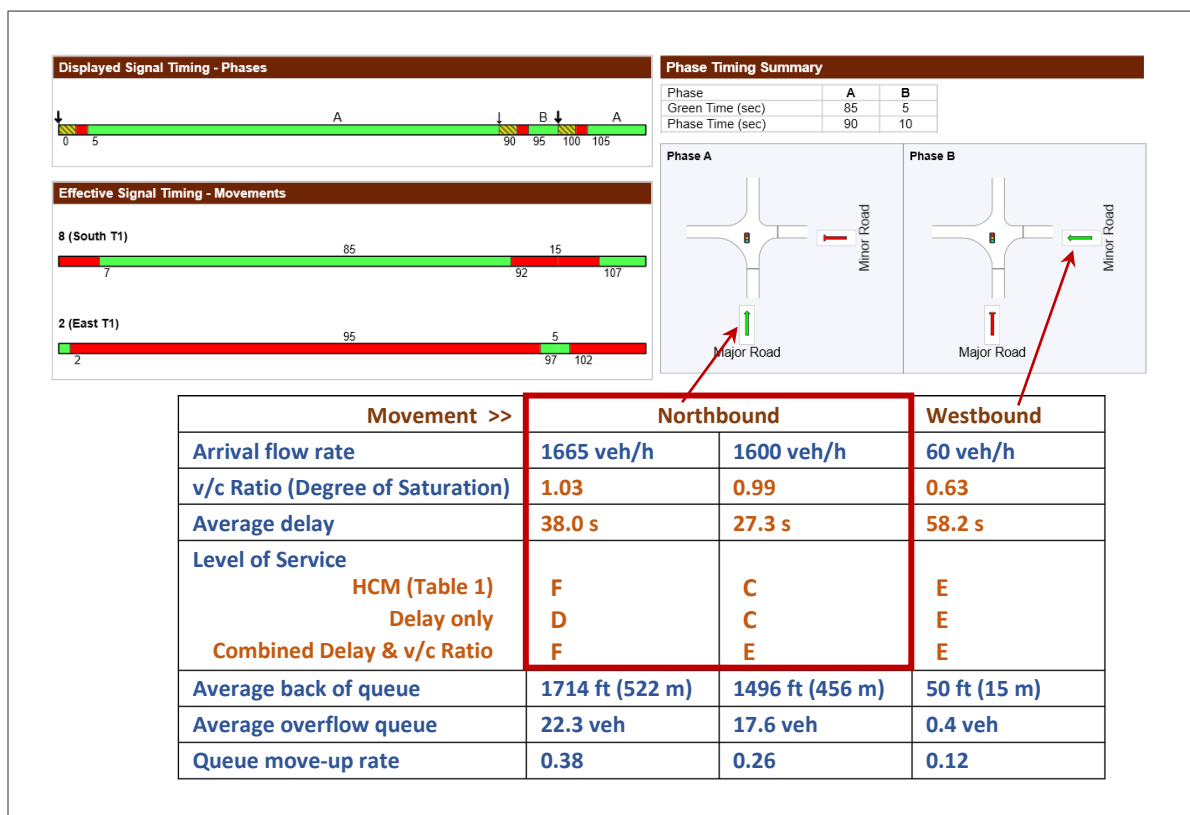 Displayed Signal Timing - Phases
A B A
0 5 90 95 100 105
Effective Signal Timing - Movements
8 (South T1)
85 15
7 92 107
2 (East T1)
95 5
2 97 102
Phase Timing Summary
Phase A B
Green Time (sec) 85 5
Phase Time (sec) 90 10
Phase A
Minor Road
Major Road
Phase B
Minor Road
Major Road
Movement >> Northbound Westbound
Arrival flow rate 1665 veh/h 1600 veh/h 60 veh/h
v/c Ratio (Degree of Saturation) 1.03 0.99 0.63
Average delay 38.0 s 27.3 s 58.2 s
Level of Service
HCM (Table 1) F C E
Delay only D C E
Combined Delay & v/c Ratio F E E
Average back of queue 1714 ft (522 m) 1496 ft (456 m) 50 ft (15 m)
Average overflow queue 22.3 veh 17.6 veh 0.4 veh
Queue move-up rate 0.38 0.26 0.12